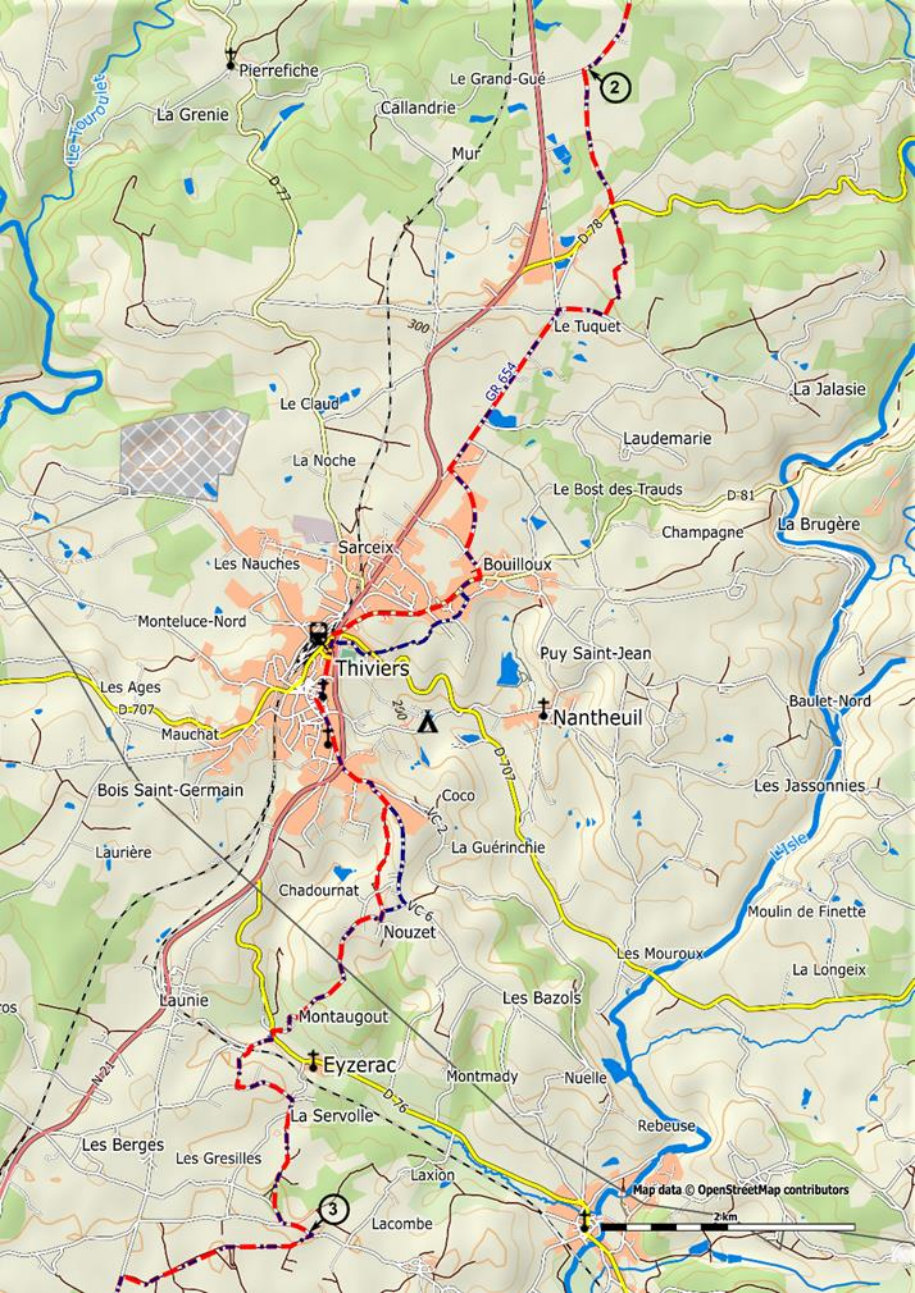 Pierrefiche
Le Grand-Gué
2
Le Touroulet
La Grenie
Callandrie
Mur
D 77
D 78
300
Le Tuquet
GR 654
La Jalasie
Le Claud
Laudemarie
La Noche
Le Bost des Trauds
D 81
La Brugère
Champagne
Sarceix
Les Nauches
Bouilloux
Monteluce-Nord
Puy Saint-Jean
Thiviers
Les Ages
D 707
200
Baulet-Nord
Nantheuil
Mauchat
D 707
Bois Saint-Germain
Coco
Les Jassonnies
VC 2
La Guérinchie
L'Isle
Laurière
Chadournat
VC 6
Moulin de Finette
Nouzet
Les Mouroux
La Longeix
Launie
Les Bazols
ros
Montaugout
Eyzerac
N 21
Montmady
Nuelle
D 76
La Servolle
Rebeuse
Les Berges
Les Gresilles
Laxion
Map data © OpenStreetMap contributors
3
Lacombe
2 km